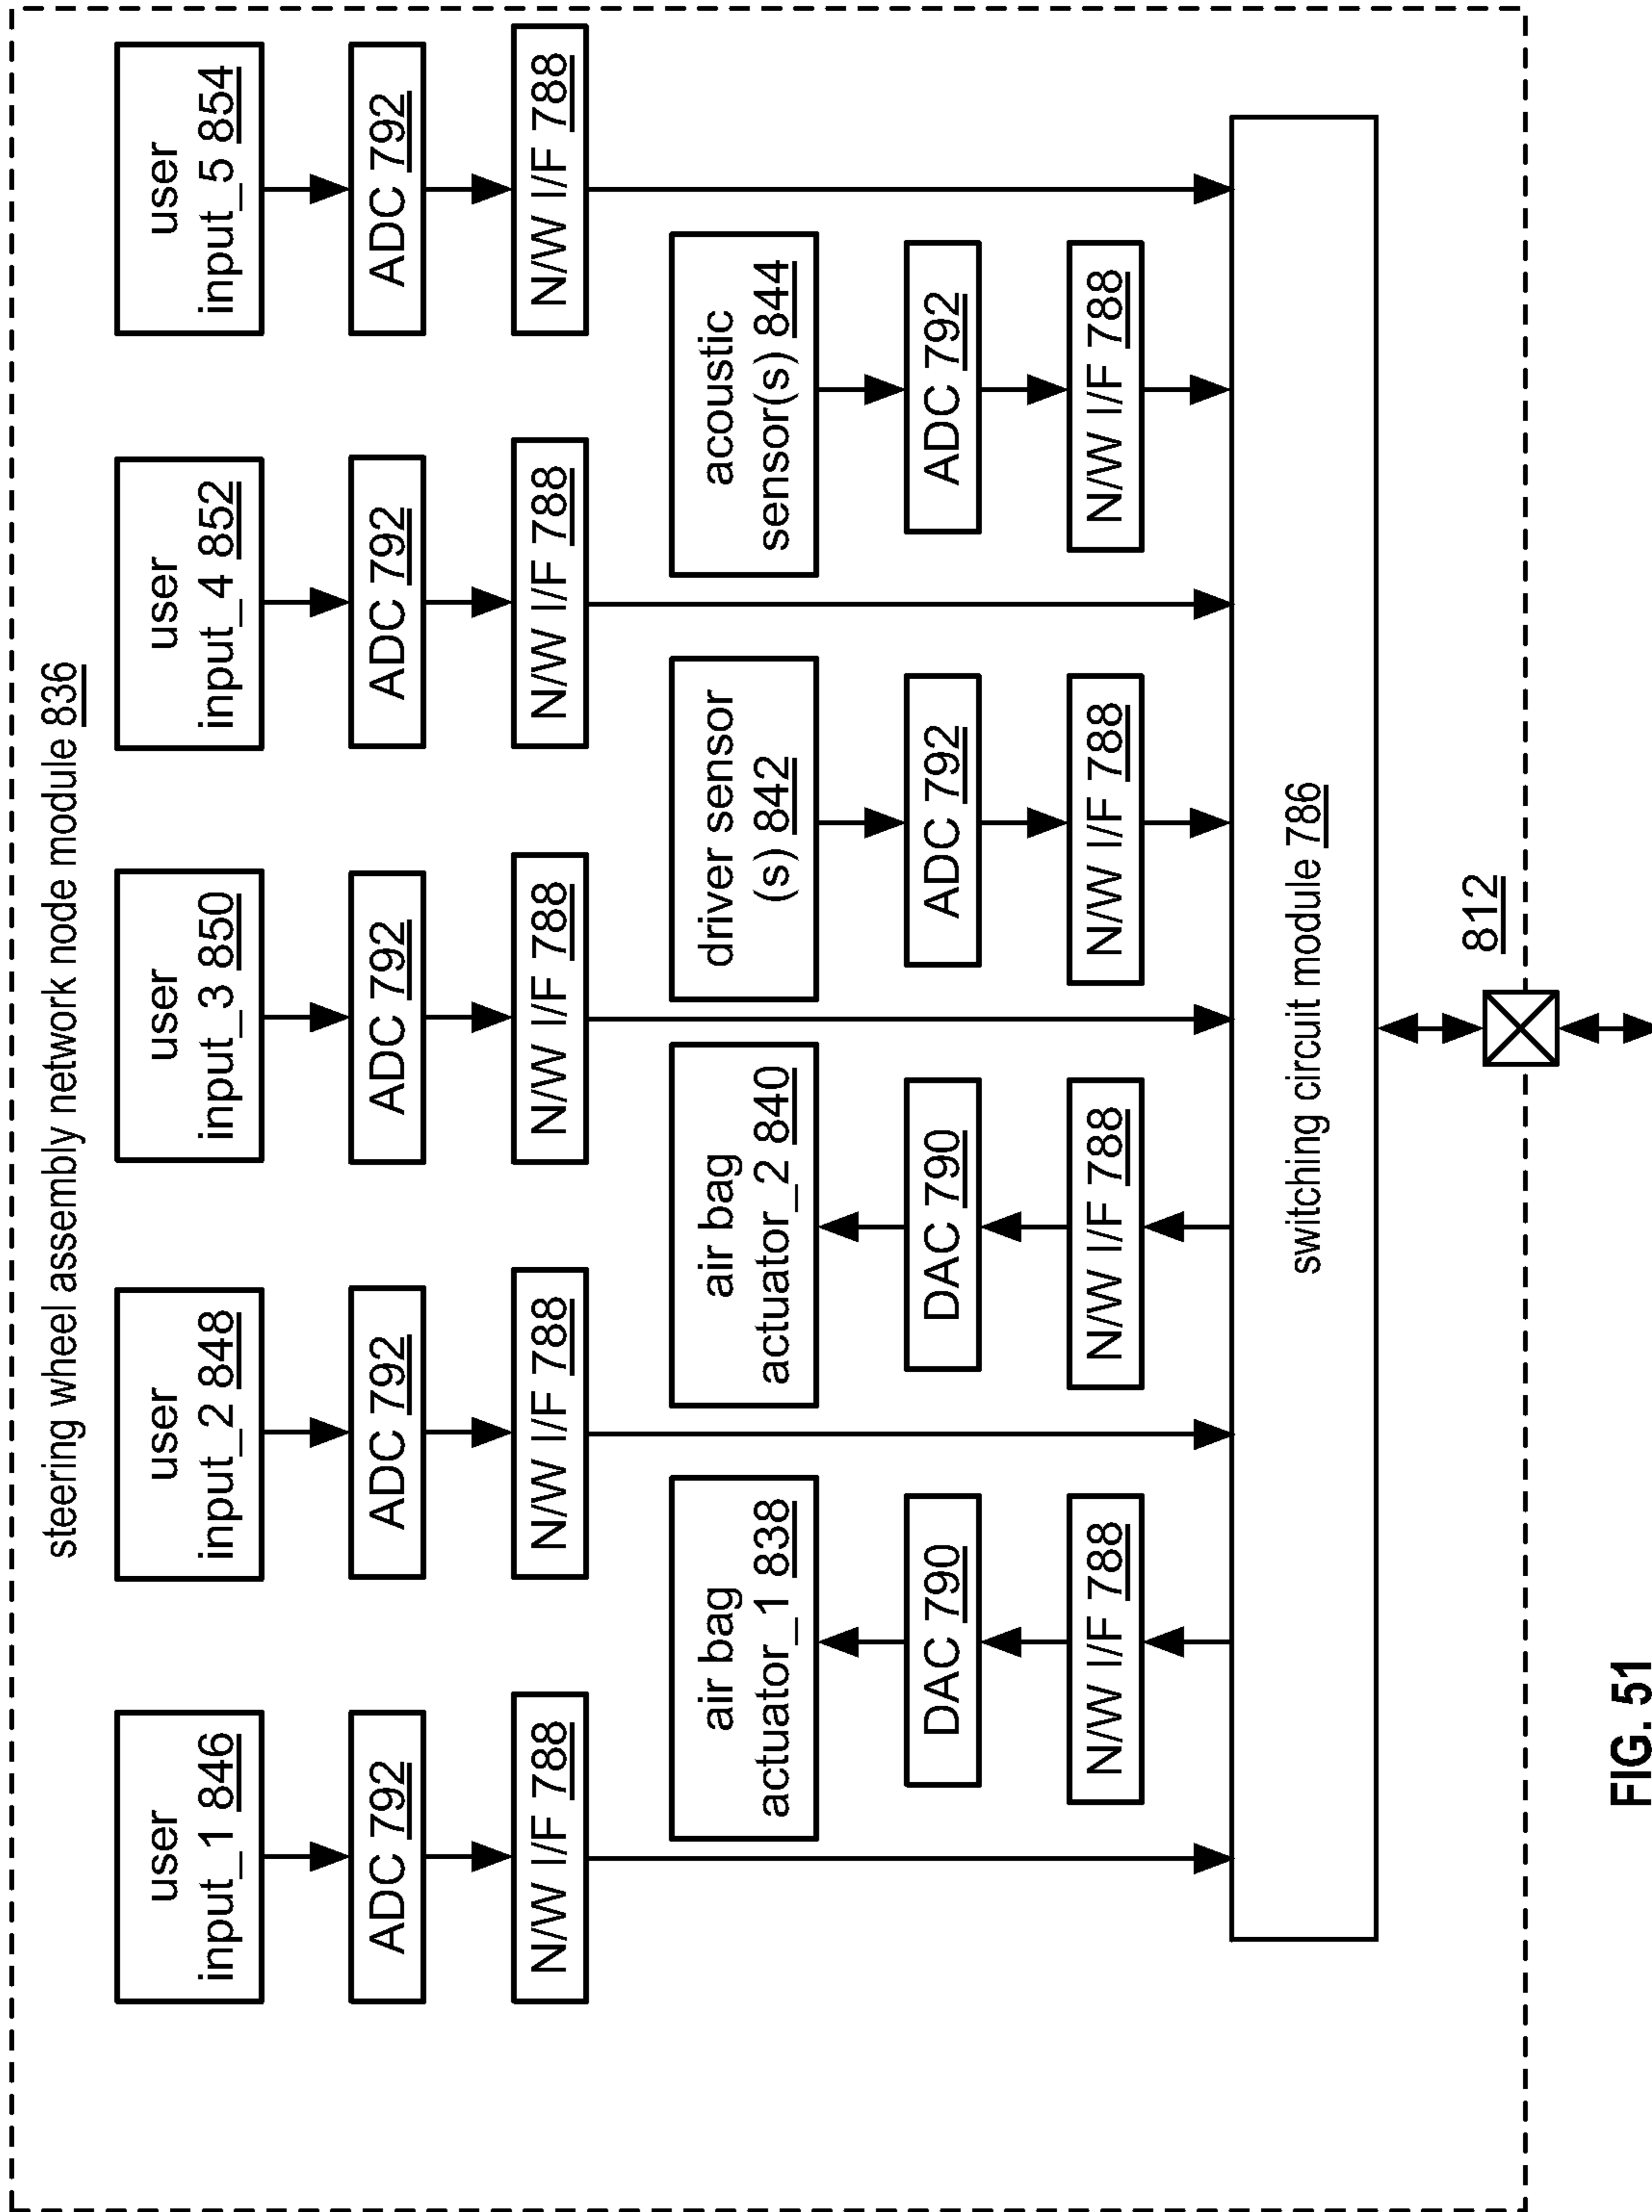 steering wheel assembly network node module 836
user
input_1 846
user
input_2 848
user
input_3 850
user
input_4 852
user
input_5 854
ADC 792
ADC 792
ADC 792
ADC 792
ADC 792
N/W I/F 788
N/W I/F 788
N/W I/F 788
N/W I/F 788
N/W I/F 788
air bag
actuator_1 838
air bag
actuator_2 840
driver sensor
(s) 842
acoustic
sensor(s) 844
DAC 790
DAC 790
ADC 792
ADC 792
N/W I/F 788
N/W I/F 788
N/W I/F 788
N/W I/F 788
switching circuit module 786
812
FIG. 51